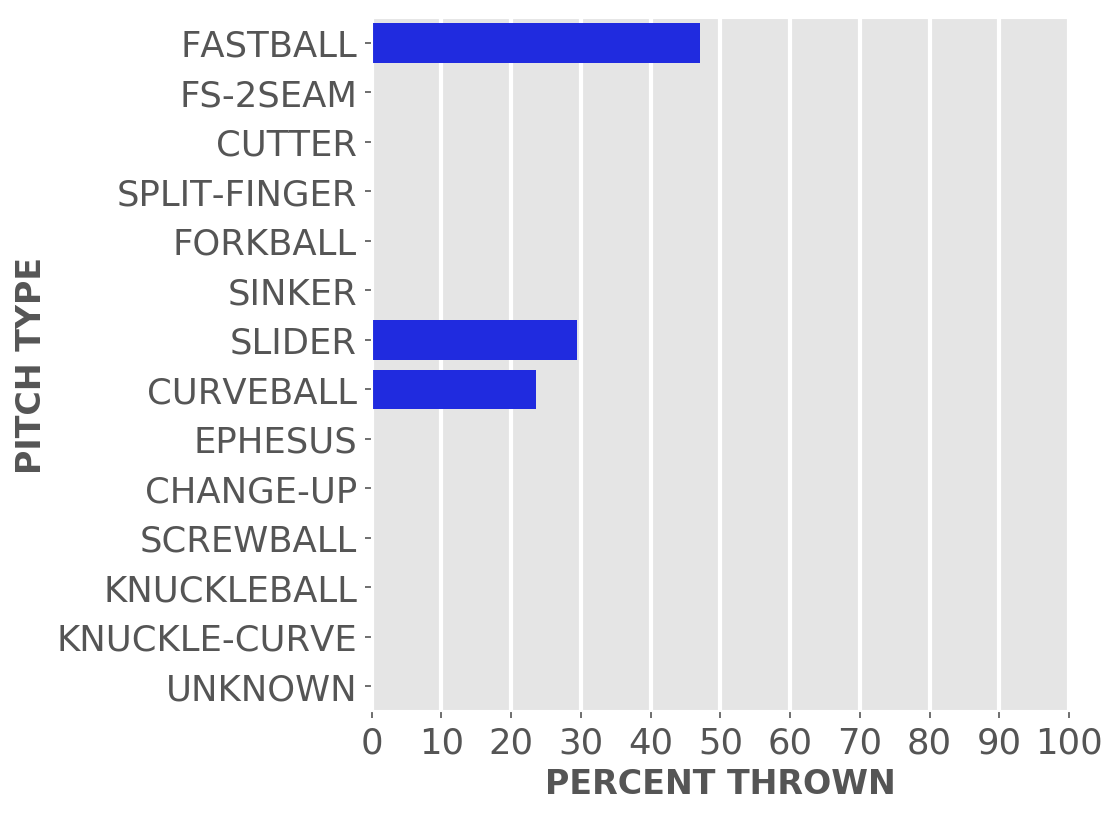 FASTBALL
FS-2SEAM
CUTTER
SPLIT-FINGER
FORKBALL
SINKER
SLIDER
CURVEBALL
EPHESUS
CHANGE-UP
SCREWBALL
KNUCKLEBALL
KNUCKLE-CURVE
UNKNOWN
PITCH TYPE
0 10 20 30 40 50 60 70 80 90 100
PERCENT THROWN